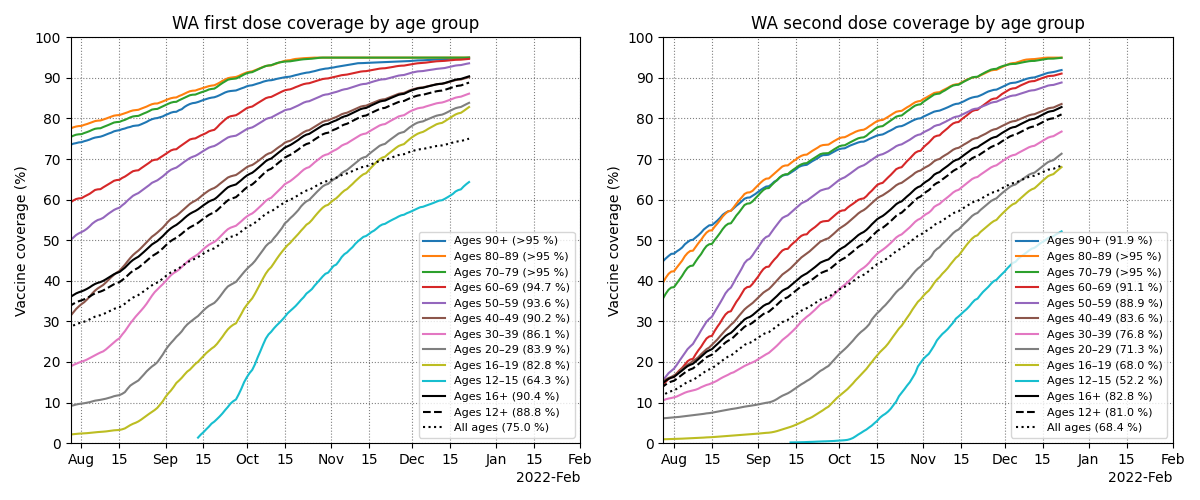 WA first dose coverage by age group
Vaccine coverage (%)
100
90
80
70
60
50
40
30
20
10
0
Ages 90+ (>95 %)
Ages 80–89 (>95 %)
Ages 70–79 (>95 %)
Ages 60–69 (94.7 %)
Ages 50–59 (93.6 %)
Ages 40–49 (90.2 %)
Ages 30–39 (86.1 %)
Ages 20–29 (83.9 %)
Ages 16–19 (82.8 %)
Ages 12–15 (64.3 %)
Ages 16+ (90.4 %)
Ages 12+ (88.8 %)
All ages (75.0 %)
Aug 15 Sep 15 Oct 15 Nov 15 Dec 15 Jan 15 Feb
2022-Feb
WA second dose coverage by age group
Vaccine coverage (%)
100
90
80
70
60
50
40
30
20
10
0
Ages 90+ (91.9 %)
Ages 80–89 (>95 %)
Ages 70–79 (>95 %)
Ages 60–69 (91.1 %)
Ages 50–59 (88.9 %)
Ages 40–49 (83.6 %)
Ages 30–39 (76.8 %)
Ages 20–29 (71.3 %)
Ages 16–19 (68.0 %)
Ages 12–15 (52.2 %)
Ages 16+ (82.8 %)
Ages 12+ (81.0 %)
All ages (68.4 %)
Aug 15 Sep 15 Oct 15 Nov 15 Dec 15 Jan 15 Feb
2022-Feb